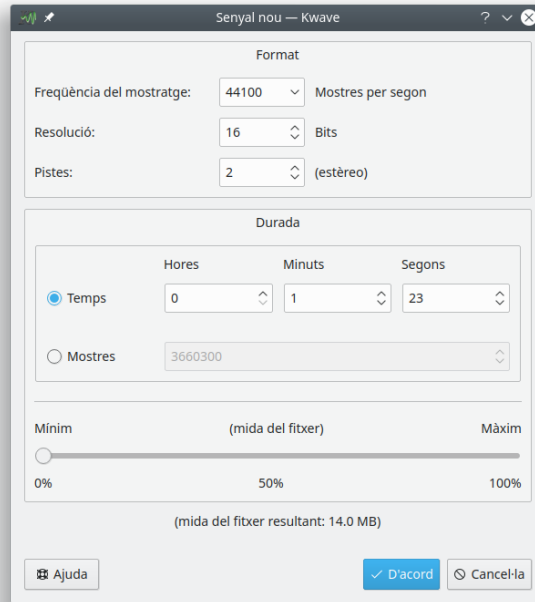 Senyal nou — Kwave
Format
Freqüència del mostratge: 44100 Mostres per segon
Resolució: 16 Bits
Pistes: 2 (estèreo)
Durada
Hores Minuts Segons
Temps 0 1 23
Mostres 3660300
Mínim (mida del fitxer) Màxim
0% 50% 100%
(mida del fitxer resultant: 14.0 MB)
Ajuda D'acord Cancel·la